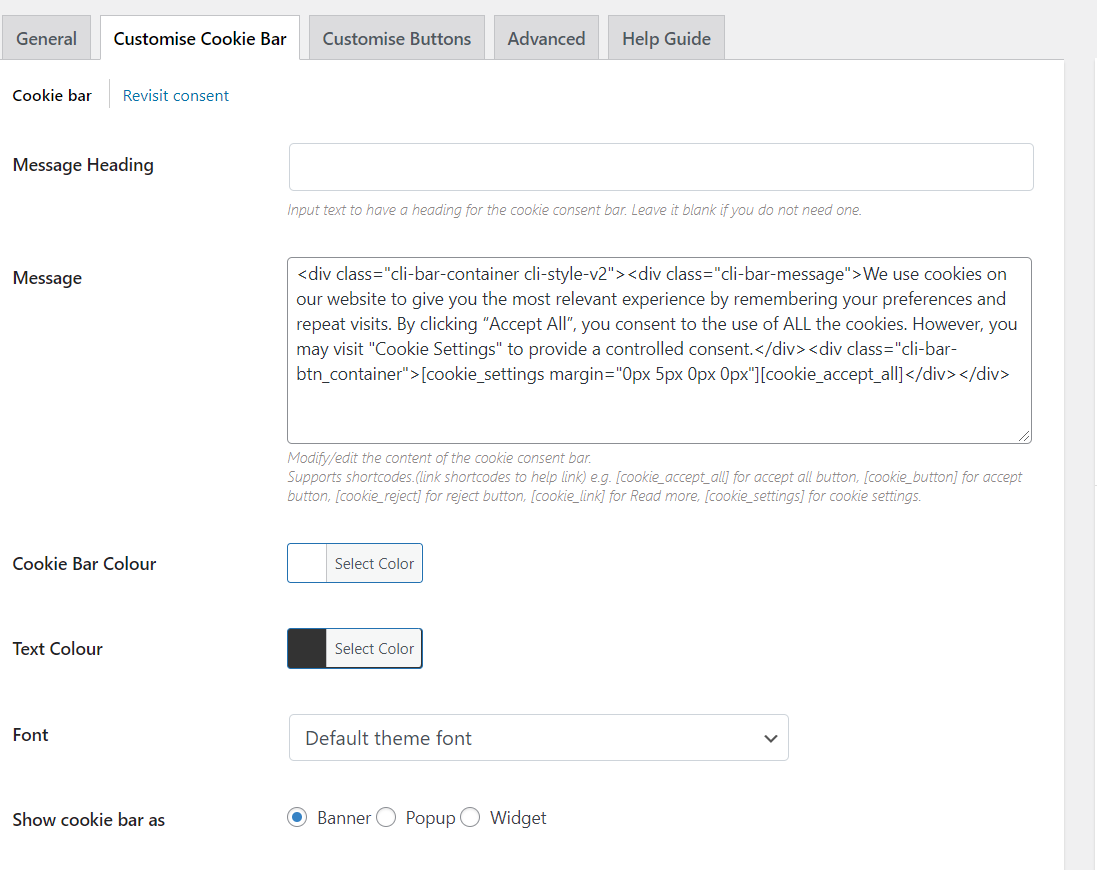 General Customise Cookie Bar Customise Buttons Advanced Help Guide
Cookie bar Revisit consent
Message Heading
Input text to have a heading for the cookie consent bar. Leave it blank if you do not need one.
Message
<div class="cli-bar-container cli-style-v2"><div class="cli-bar-message">We use cookies on
our website to give you the most relevant experience by remembering your preferences and
repeat visits. By clicking “Accept All”, you consent to the use of ALL the cookies. However, you
may visit "Cookie Settings" to provide a controlled consent.</div><div class="cli-bar-
btn_container">[cookie_settings margin="0px 5px 0px 0px"][cookie_accept_all]</div></div>
Modify/edit the content of the cookie consent bar.
Supports shortcodes.(link shortcodes to help link) e.g. [cookie_accept_all] for accept all button, [cookie_button] for accept
button, [cookie_reject] for reject button, [cookie_link] for Read more, [cookie_settings] for cookie settings.
Cookie Bar Colour Select Color
Text Colour Select Color
Font Default theme font
Show cookie bar as Banner Popup Widget